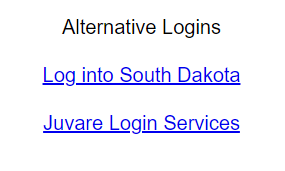 Alternative Logins
Log into South Dakota
Juvare Login Services